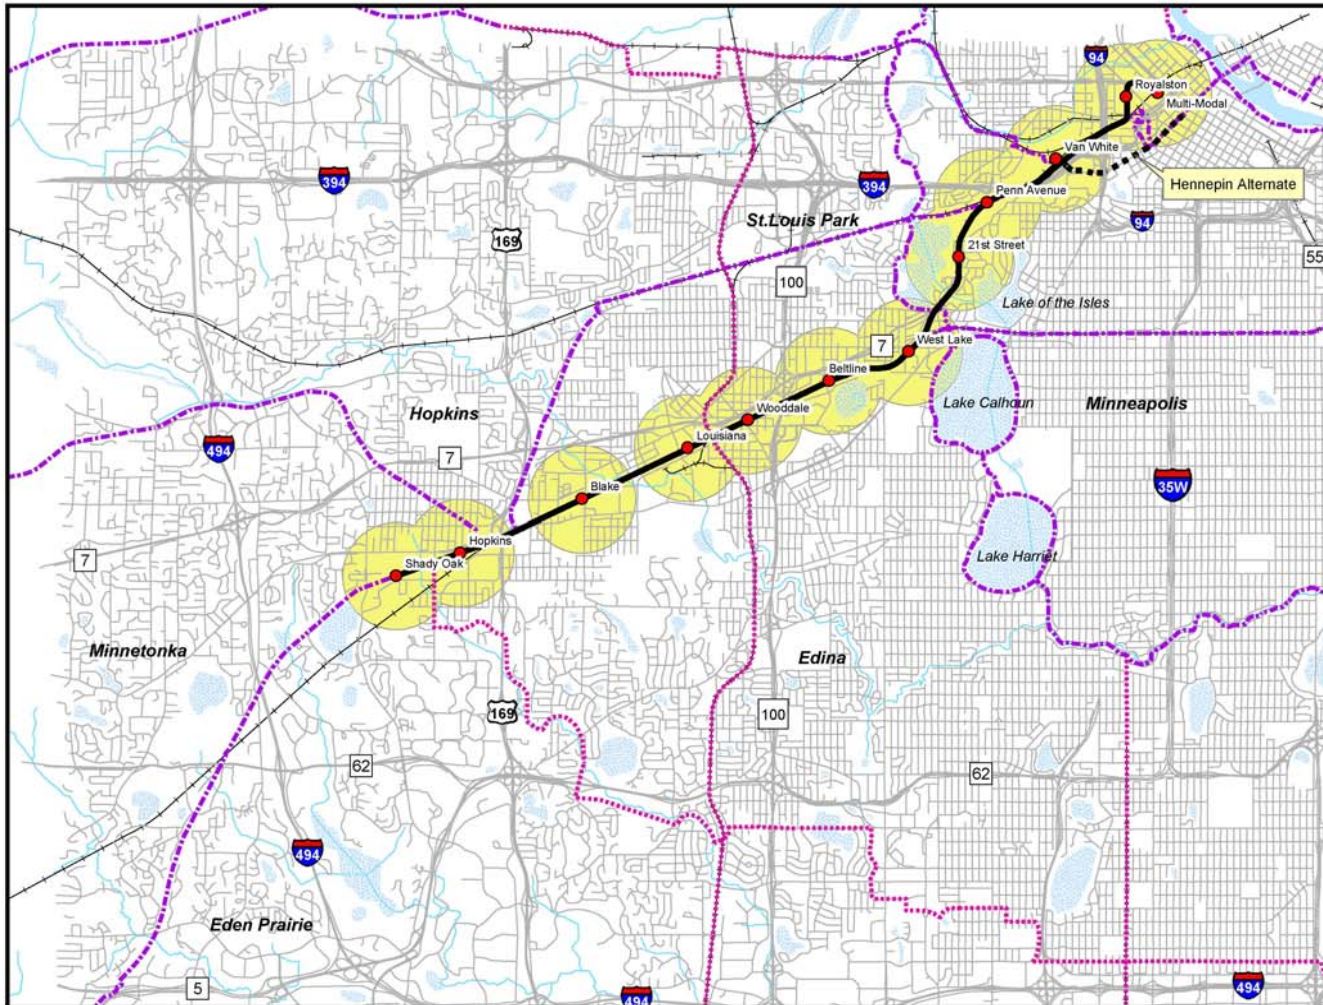 94
Royalston
Multi-Modal
Van White
394
394
Hennepin Alternate
Penn Avenue
St.Louis Park
94
169
21st Street
55
100
Lake of the Isles
7
West Lake
Beltline
Hopkins
Lake Calhoun
Minneapolis
Wooddale
Louisiana
494
7
35W
Blake
Hopkins
Lake Harriet
7
Shady Oak
Minnetonka
Edina
169
100
62
62
494
Eden Prairie
5
494
494